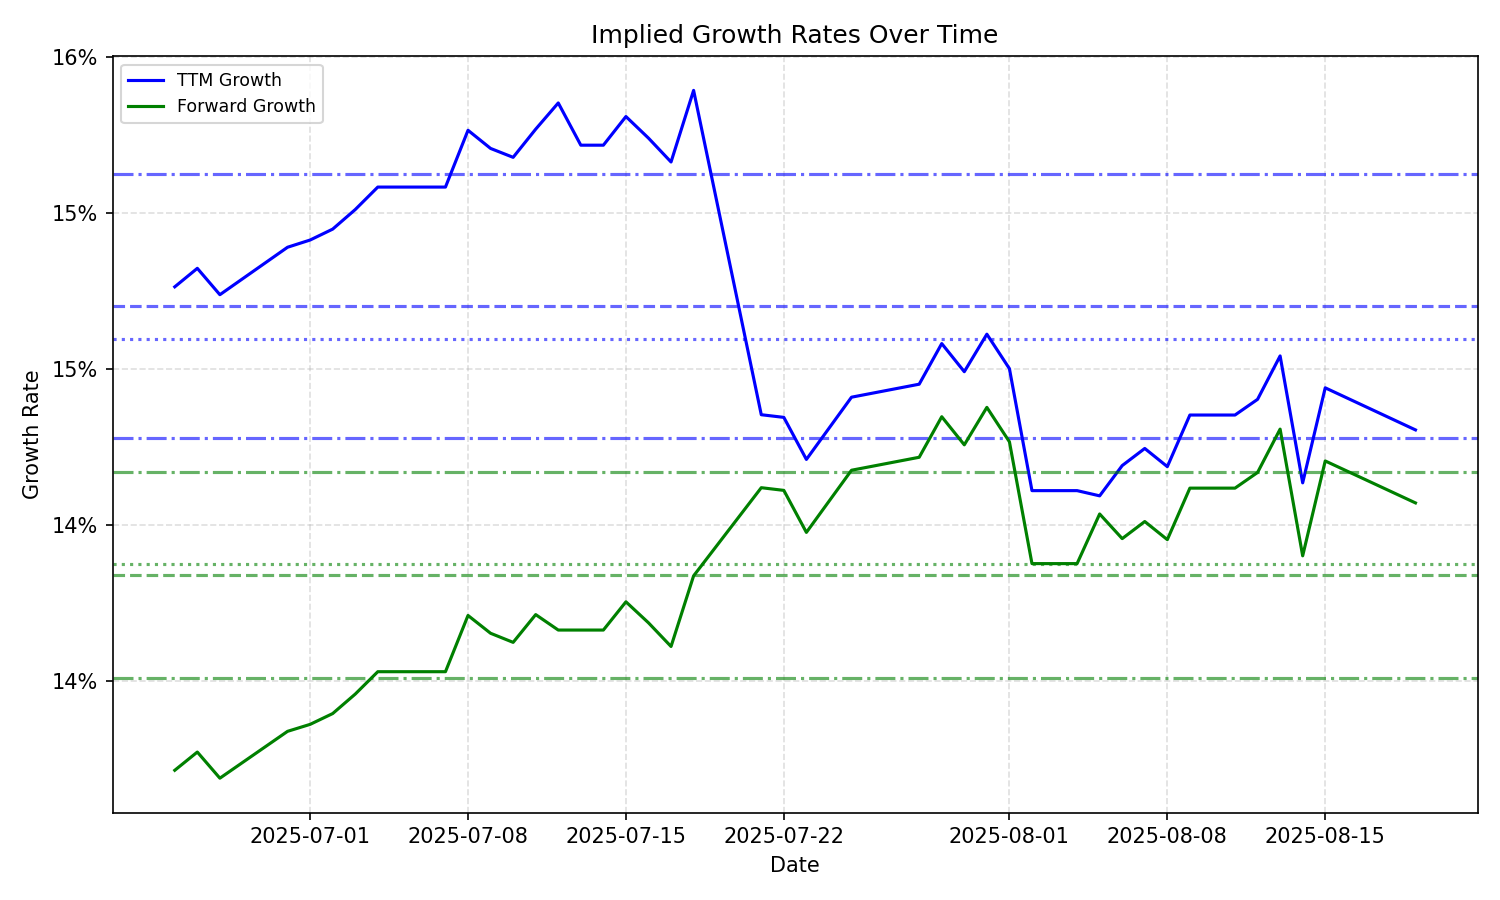 Implied Growth Rates Over Time
TTM Growth
Forward Growth
16%
15%
15%
14%
14%
Growth Rate
2025-07-01
2025-07-08
2025-07-15
2025-07-22
2025-08-01
2025-08-08
2025-08-15
Date